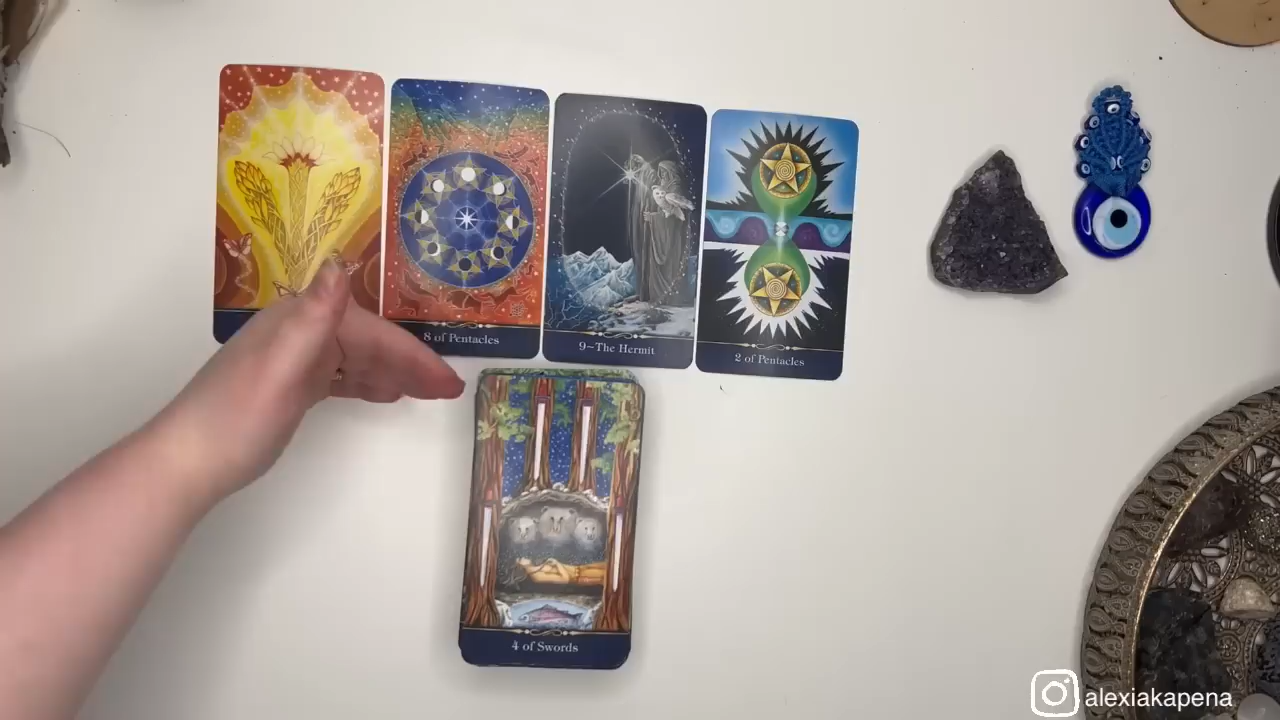 8 of Pentacles
9~The Hermit
2 of Pentacles
4 of Swords
alexiakapena